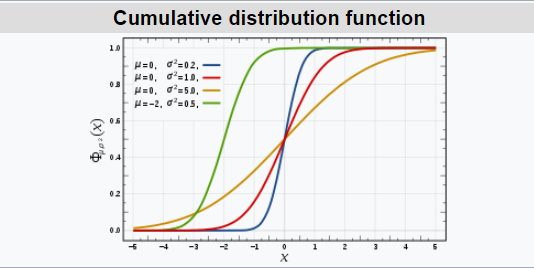 Cumulative distribution function
1.0
μ=0, σ²=0.2,
μ=0, σ²=1.0,
0.8
μ=0, σ²=5.0,
μ=-2, σ²=0.5,
Φμ,σ²(x)
0.6
0.4
0.2
0.0
-5 -4 -3 -2 -1 0 1 2 3 4 5
x